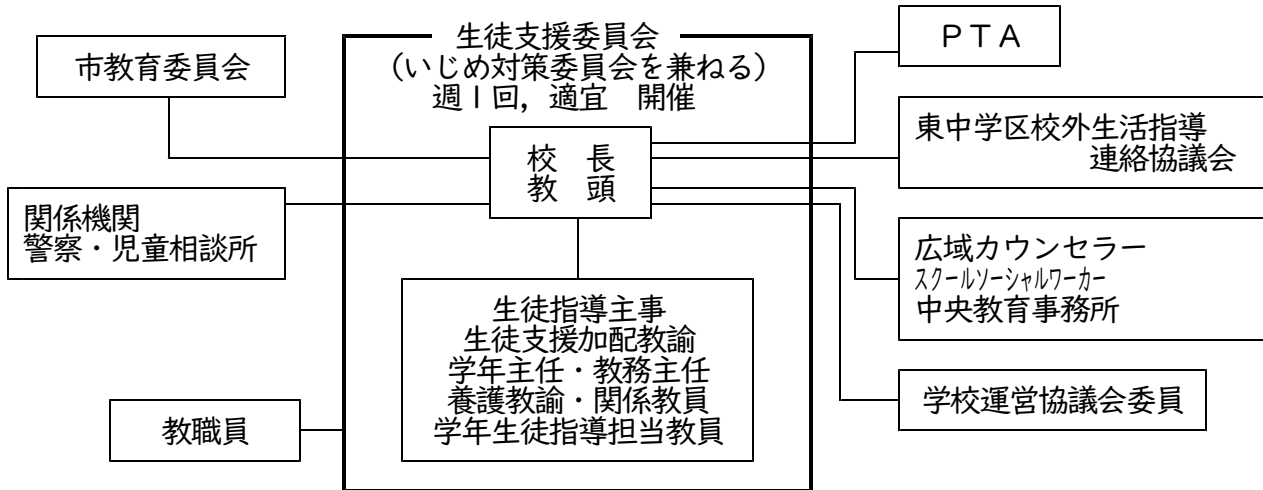 生徒支援委員会
(いじめ対策委員会を兼ねる)
週1回,適宜 開催
市教育委員会
PTA
校 長
教 頭
東中学区校外生活指導
連絡協議会
関係機関
警察・児童相談所
広域カウンセラー
スクールソーシャルワーカー
中央教育事務所
生徒指導主事
生徒支援加配教諭
学年主任・教務主任
養護教諭・関係教員
学年生徒指導担当教員
学校運営協議会委員
教職員